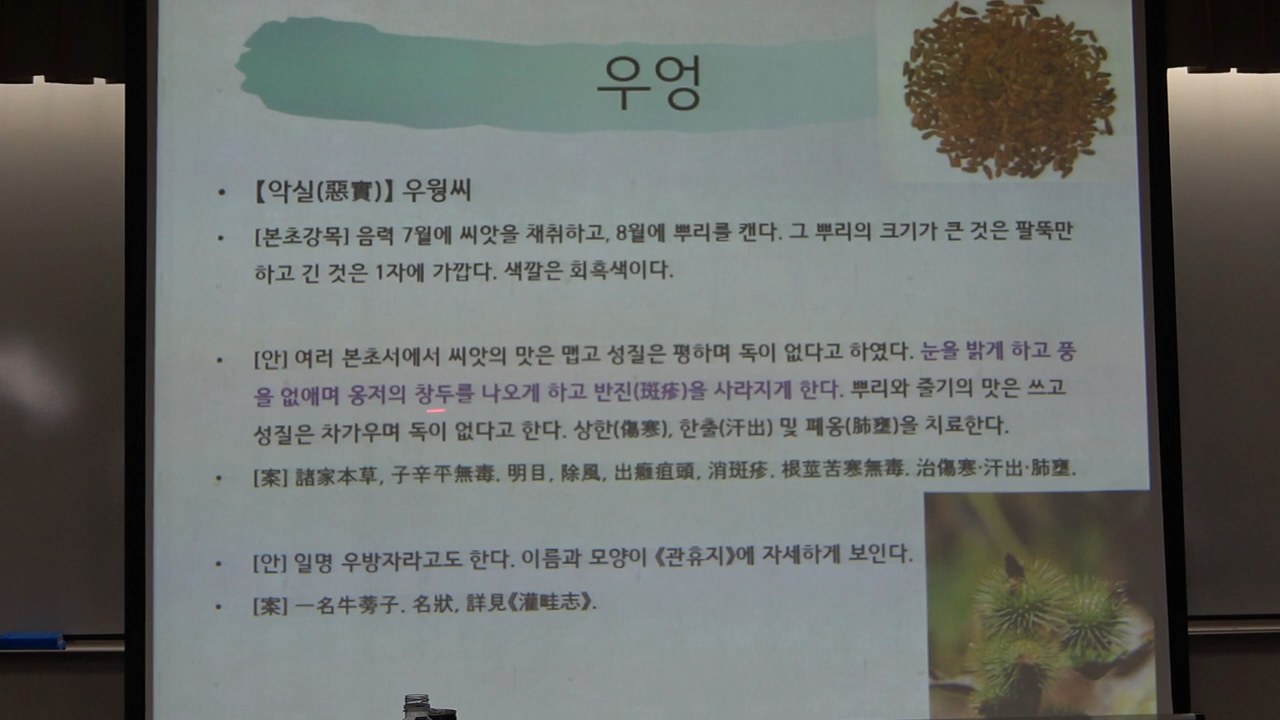 우엉
• 【악실(惡實)】 우웡씨
• [본초강목] 음력 7월에 씨앗을 채취하고, 8월에 뿌리를 캔다. 그 뿌리의 크기가 큰 것은 팔뚝만
하고 긴 것은 1자에 가깝다. 색깔은 회흑색이다.
• [안] 여러 본초서에서 씨앗의 맛은 맵고 성질은 평하며 독이 없다고 하였다. 눈을 밝게 하고 풍
을 없애며 옹저의 창두를 나오게 하고 반진(斑疹)을 사라지게 한다. 뿌리와 줄기의 맛은 쓰고
성질은 차가우며 독이 없다고 한다. 상한(傷寒), 한출(汗出) 및 폐옹(肺壅)을 치료한다.
• [案] 諸家本草, 子辛平無毒. 明目, 除風, 出癰疽頭, 消斑疹. 根莖苦寒無毒. 治傷寒·汗出·肺壅.
• [안] 일명 우방자라고도 한다. 이름과 모양이 《관휴지》에 자세하게 보인다.
• [案] 一名牛蒡子. 名狀, 詳見《灌畦志》.